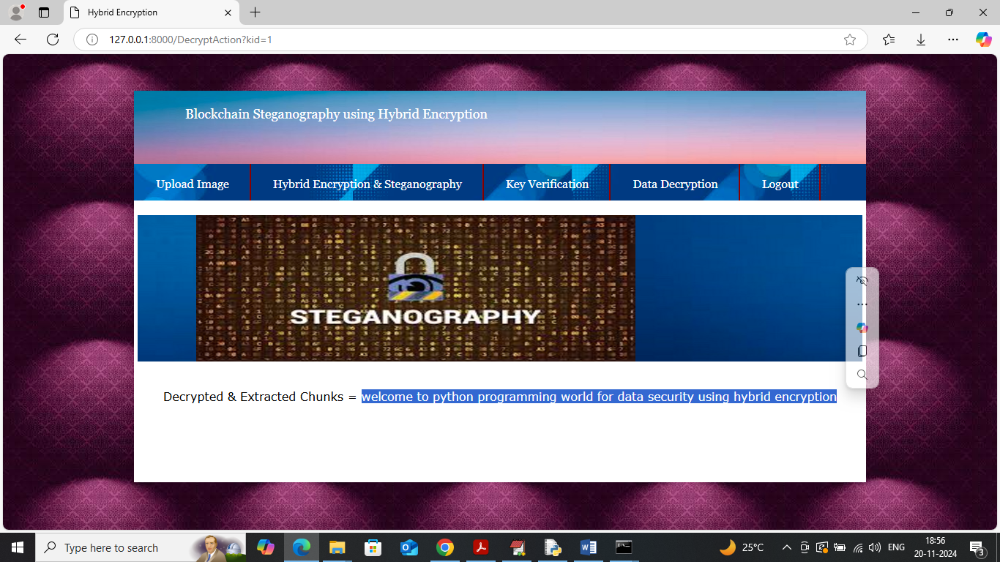 Hybrid Encryption
127.0.0.1:8000/DecryptAction?kid=1
Blockchain Steganography using Hybrid Encryption
Upload Image
Hybrid Encryption & Steganography
Key Verification
Data Decryption
Logout
STEGANOGRAPHY
Decrypted & Extracted Chunks = welcome to python programming world for data security using hybrid encryption
Type here to search
25°C
ENG
18:56
20-11-2024
3